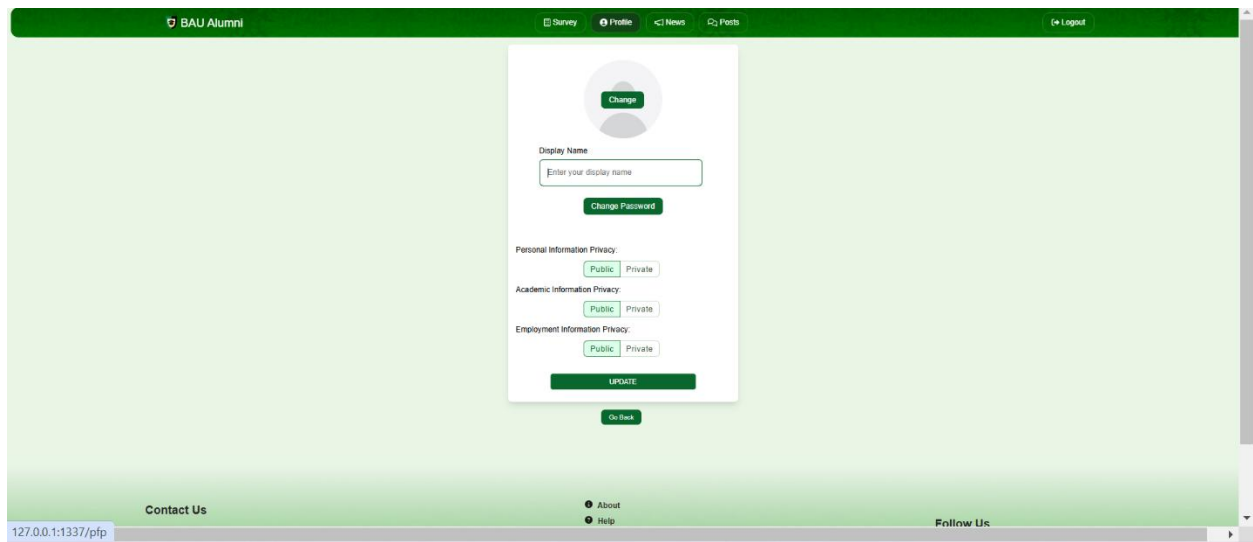 BAU Alumni
Survey Profile News Posts
Logout
Change
Display Name
Enter your display name
Change Password
Personal Information Privacy:
Public Private
Academic Information Privacy:
Public Private
Employment Information Privacy:
Public Private
UPDATE
Go Back
Contact Us
About
Help
Follow Us
127.0.0.1:1337/pfp